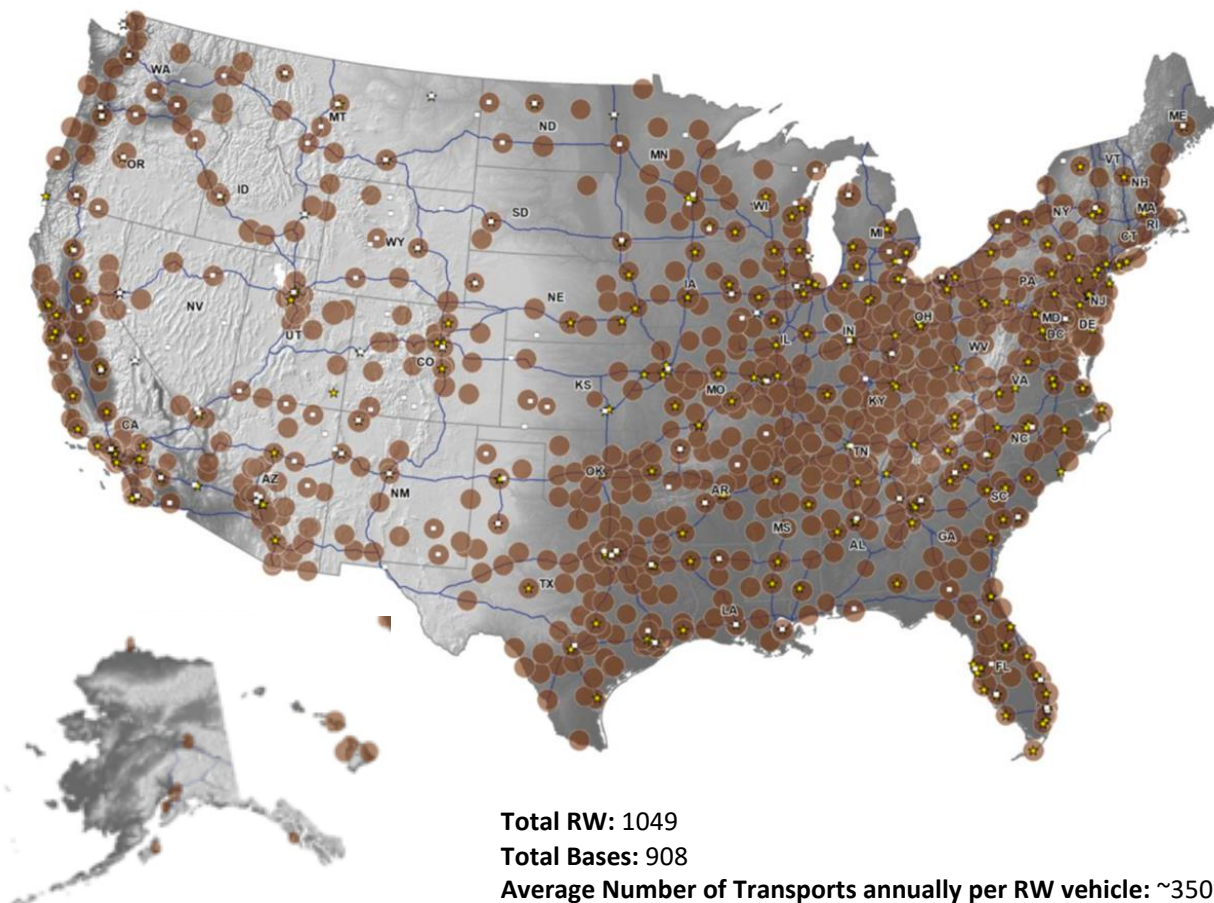 WA
MT
ND
ME
OR
MN
VT
ID
NH
SD
WI
NY
MA
WY
MI
RI
CT
NE
IA
PA
NV
NJ
UT
OH
MD
IN
DE
IL
DC
CO
WV
KS
MO
VA
KY
CA
NC
TN
OK
AZ
NM
AR
SC
MS
GA
AL
TX
LA
FL
Total RW: 1049
Total Bases: 908
Average Number of Transports annually per RW vehicle: ~350